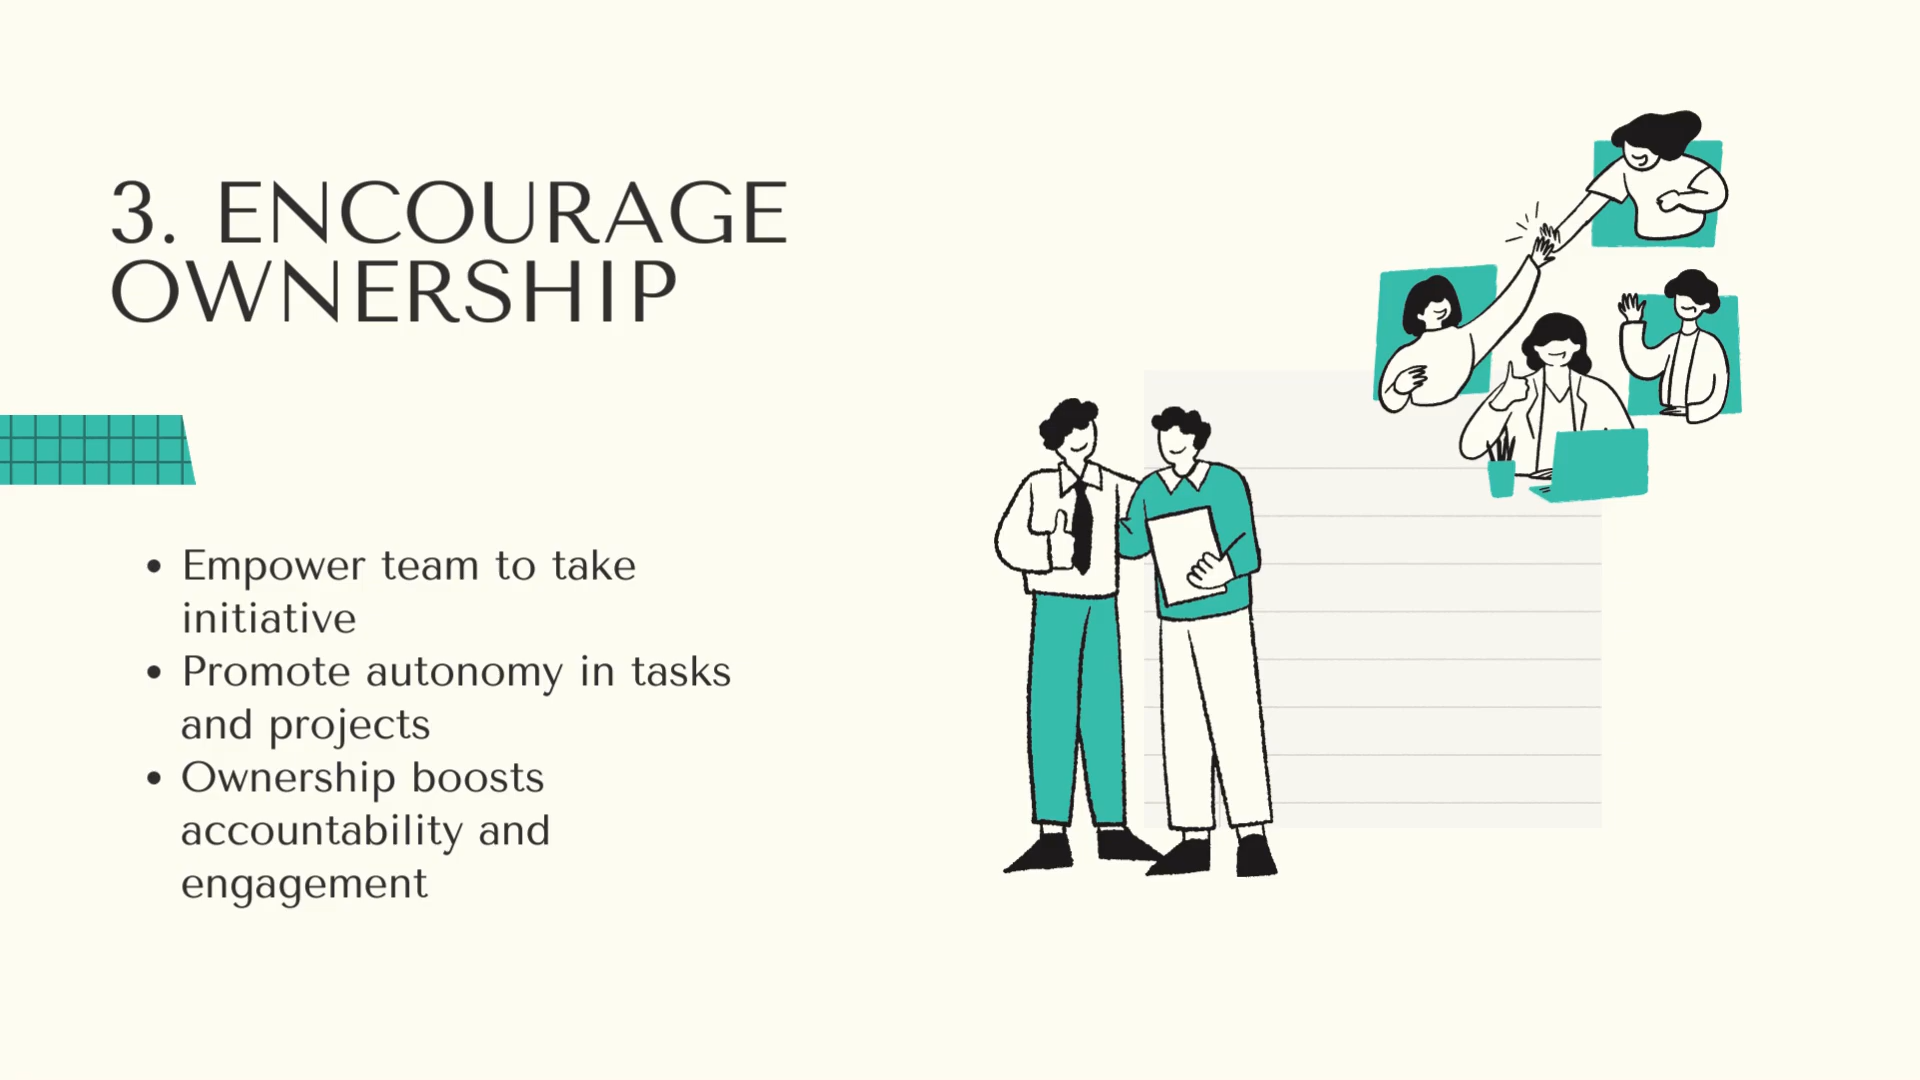 3. ENCOURAGE
OWNERSHIP
• Empower team to take
initiative
• Promote autonomy in tasks
and projects
• Ownership boosts
accountability and
engagement